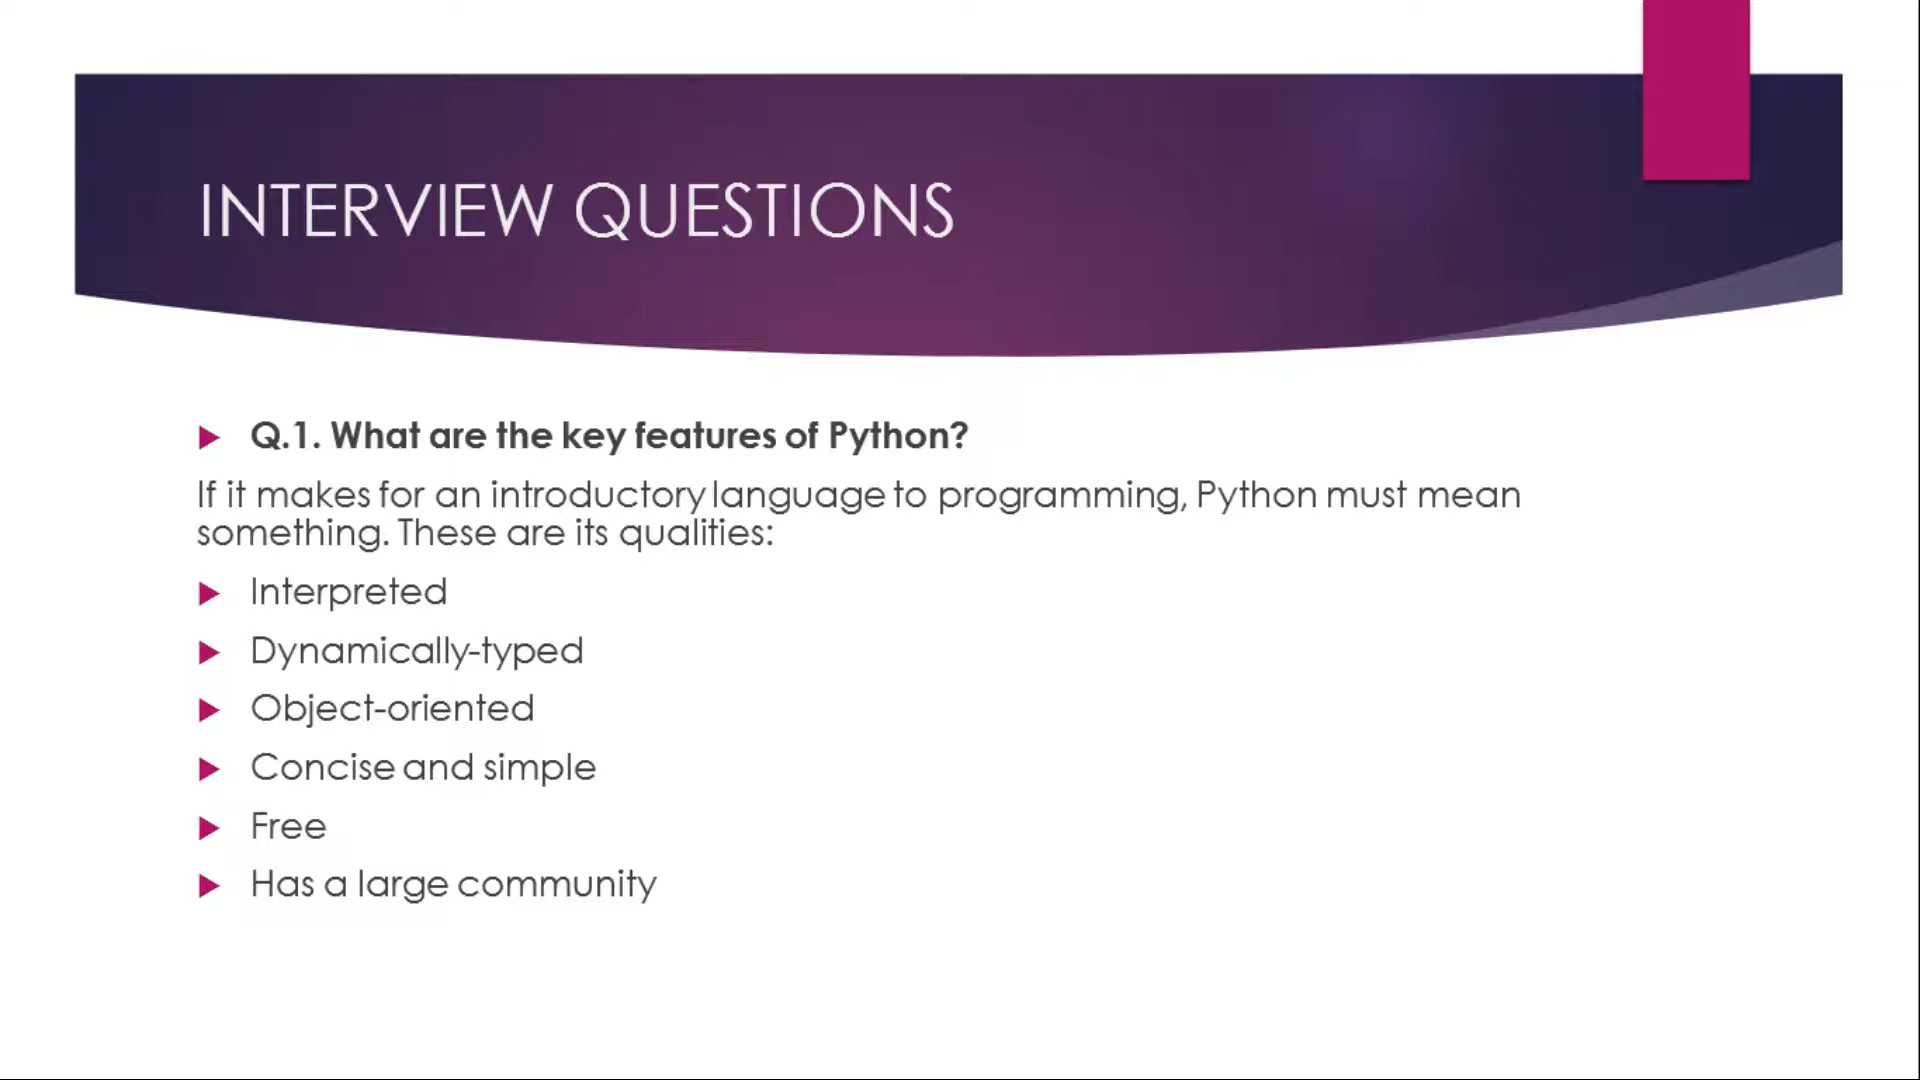 INTERVIEW QUESTIONS
Q.1. What are the key features of Python?
If it makes for an introductory language to programming, Python must mean
something. These are its qualities:
Interpreted
Dynamically-typed
Object-oriented
Concise and simple
Free
Has a large community